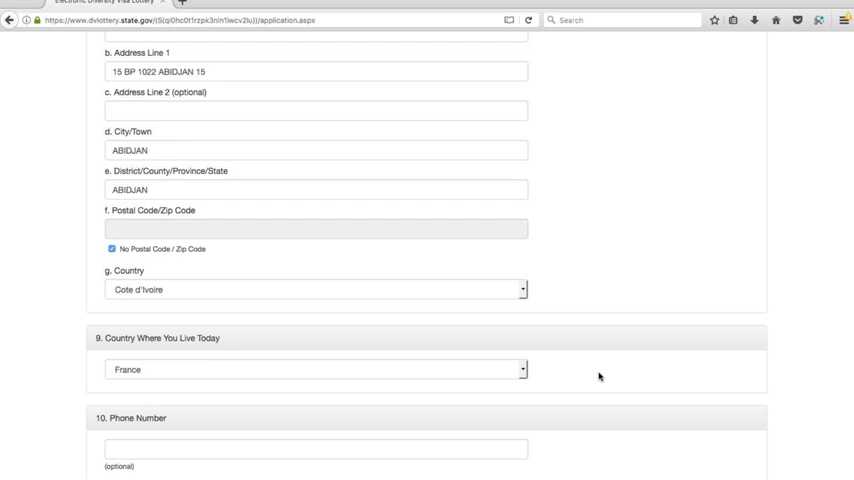 Electronic Diversity Visa Lottery
https://www.dvlottery.state.gov/(S(qi0hc0t1rzpk3nln1iwcv2lu))/application.aspx
Search
b. Address Line 1
15 BP 1022 ABIDJAN 15
c. Address Line 2 (optional)
d. City/Town
ABIDJAN
e. District/County/Province/State
ABIDJAN
f. Postal Code/Zip Code
No Postal Code / Zip Code
g. Country
Cote d'Ivoire
9. Country Where You Live Today
France
10. Phone Number
(optional)